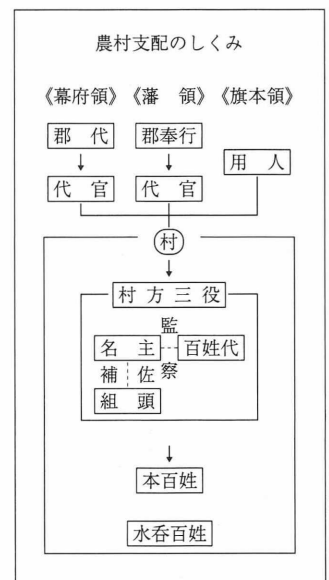 農村支配のしくみ
《幕府領》 《藩 領》 《旗本領》
郡 代 郡奉行
用 人
代 官 代 官
村
村方三役
監
名 主 百姓代
補 佐 察
組 頭
本百姓
水呑百姓